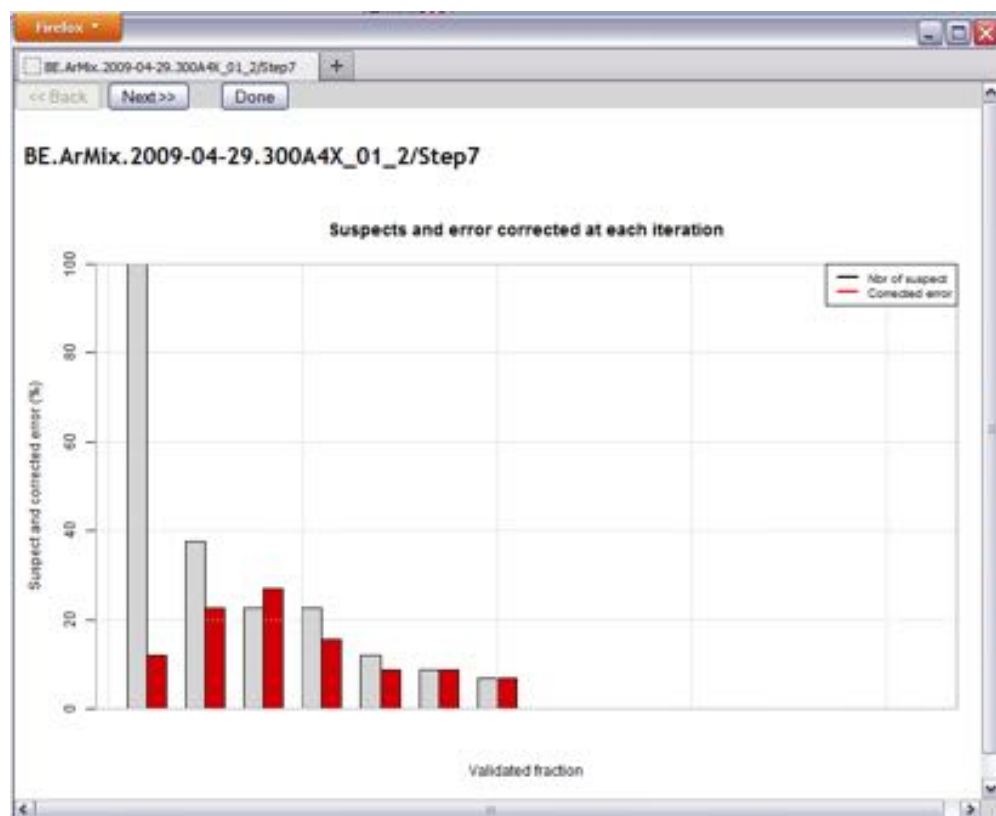 Firefox
BE.ArMix.2009-04-29.300A4X_01_2/Step7
+
<< Back
Next>>
Done
BE.ArMix.2009-04-29.300A4X_01_2/Step7
Suspects and error corrected at each iteration
Nbr of suspect
Corrected error
100
80
60
40
20
0
Suspect and corrected error (%)
Validated fraction